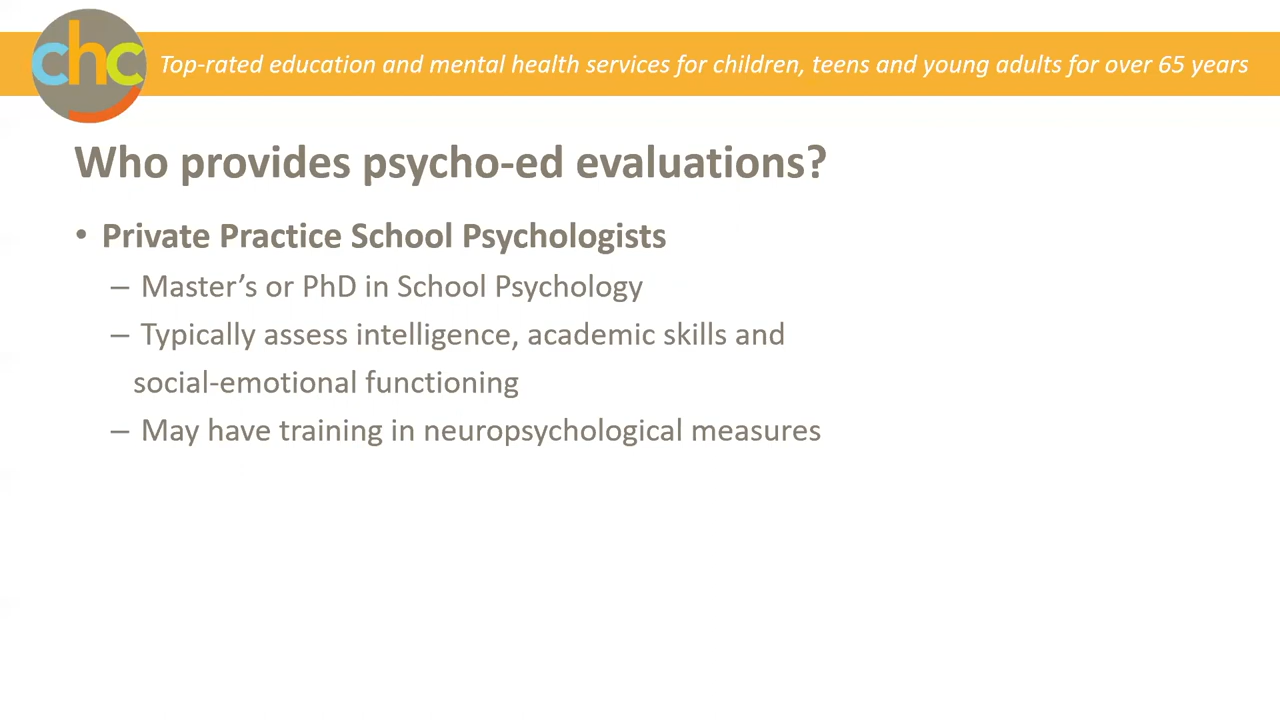 chc
Top-rated education and mental health services for children, teens and young adults for over 65 years
Who provides psycho-ed evaluations?
• Private Practice School Psychologists
– Master’s or PhD in School Psychology
– Typically assess intelligence, academic skills and
social-emotional functioning
– May have training in neuropsychological measures